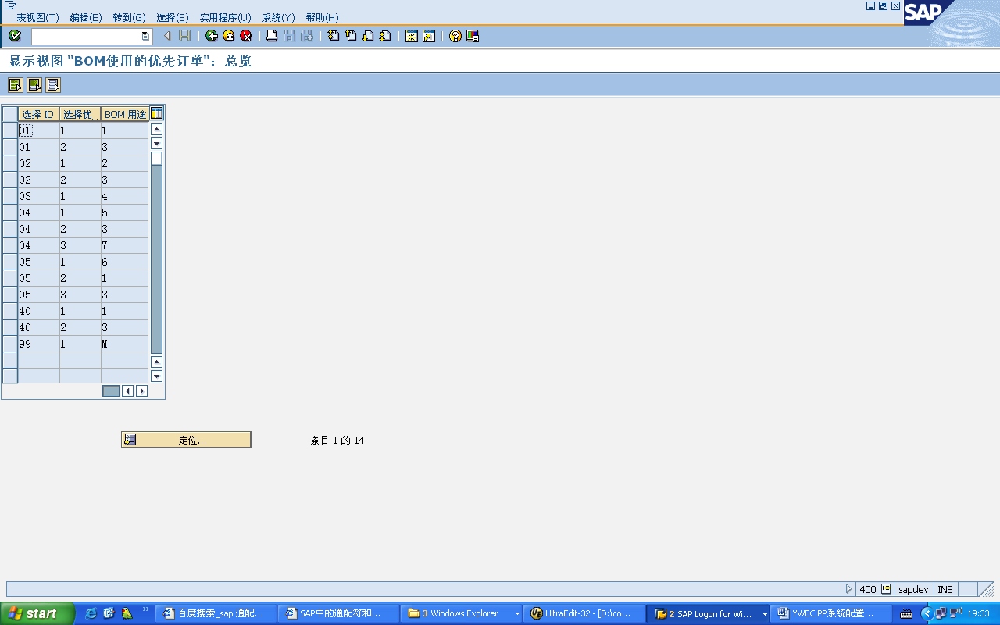 表视图(T) 编辑(E) 转到(G) 选择(S) 实用程序(U) 系统(Y) 帮助(H)
SAP
显示视图 "BOM使用的优先订单": 总览
选择 ID 选择优... BOM 用途
01 1 1
01 2 3
02 1 2
02 2 3
03 1 4
04 1 5
04 2 3
04 3 7
05 1 6
05 2 1
05 3 3
40 1 1
40 2 3
99 1 M
定位... 条目 1 的 14
400 sapdev INS
start 百度搜索_sap 通配... SAP中的通配符和... 3 Windows Explorer UltraEdit-32 - [D:\co... 2 SAP Logon for Wi... YWEC PP系统配置... 19:33